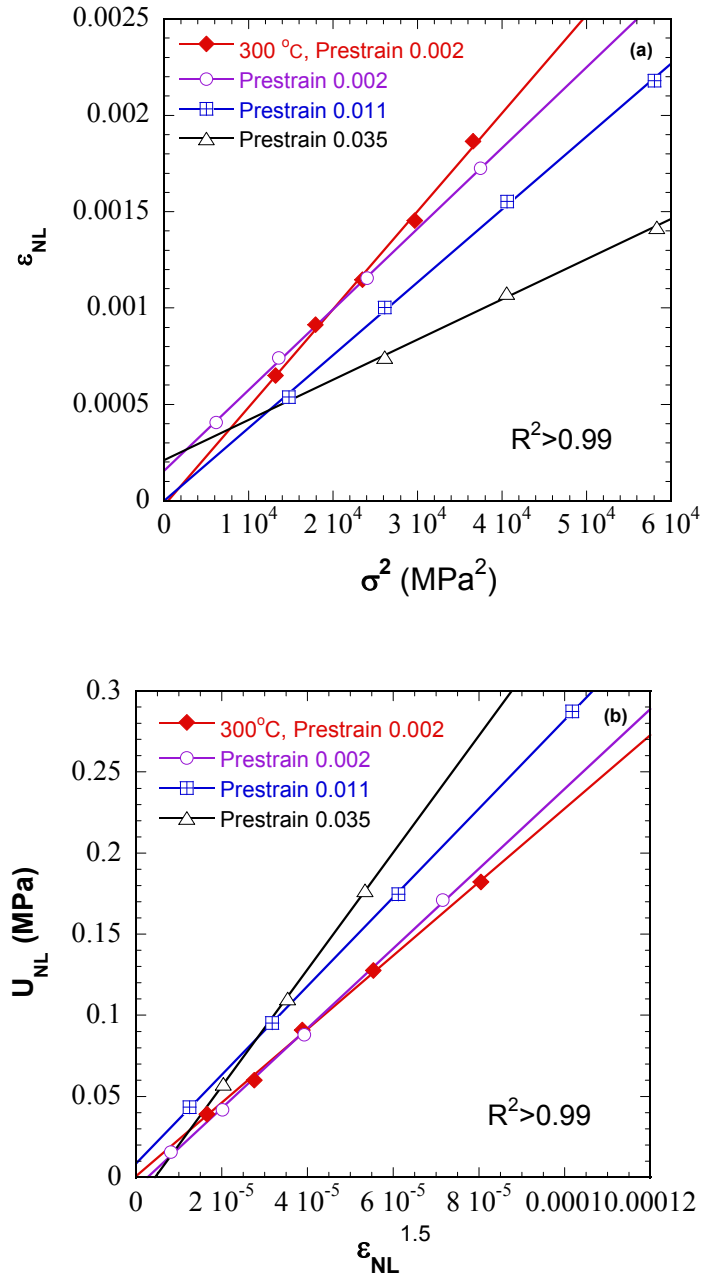 0.0025
(a)
300 °C, Prestrain 0.002
Prestrain 0.002
Prestrain 0.011
Prestrain 0.035
0.002
0.0015
ε_NL
0.001
0.0005
R²>0.99
0
0 1 10⁴ 2 10⁴ 3 10⁴ 4 10⁴ 5 10⁴ 6 10⁴
σ² (MPa²)
0.3
(b)
300°C, Prestrain 0.002
Prestrain 0.002
Prestrain 0.011
Prestrain 0.035
0.25
0.2
U_NL (MPa)
0.15
0.1
0.05
R²>0.99
0
0 2 10⁻⁵ 4 10⁻⁵ 6 10⁻⁵ 8 10⁻⁵ 0.0001 0.00012
ε_NL^1.5